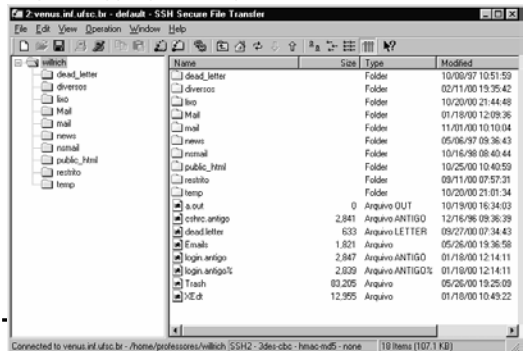 2:venus.inf.ufsc.br - default - SSH Secure File Transfer
File Edit View Operation Window Help
willrich
dead_letter
diversos
lixo
Mail
mail
news
nsmail
public_html
restrito
temp
Name Size Type Modified
dead_letter Folder 10/08/97 10:51:59
diversos Folder 02/11/00 19:35:42
lixo Folder 10/20/00 21:44:48
Mail Folder 01/18/00 12:09:36
mail Folder 11/01/00 10:10:04
news Folder 05/06/97 09:36:43
nsmail Folder 10/16/98 08:40:44
public_html Folder 10/25/00 10:40:59
restrito Folder 09/11/00 07:57:31
temp Folder 10/20/00 21:01:34
a.out 0 Arquivo OUT 10/19/00 16:34:03
cshrc.antigo 2,841 Arquivo ANTIGO 12/16/96 09:36:39
dead.letter 633 Arquivo LETTER 09/27/00 07:34:43
Emails 1,821 Arquivo 05/26/00 19:36:58
login.antigo 2,847 Arquivo ANTIGO 01/18/00 12:14:11
login.antigo% 2,839 Arquivo ANTIGO% 01/18/00 12:14:11
Trash 83,205 Arquivo 05/26/00 19:25:09
XEdt 12,955 Arquivo 01/18/00 10:49:22
Connected to venus.inf.ufsc.br - /home/professores/willrich SSH2 - 3des-cbc - hmac-md5 - none 18 Items (107.1 KB)